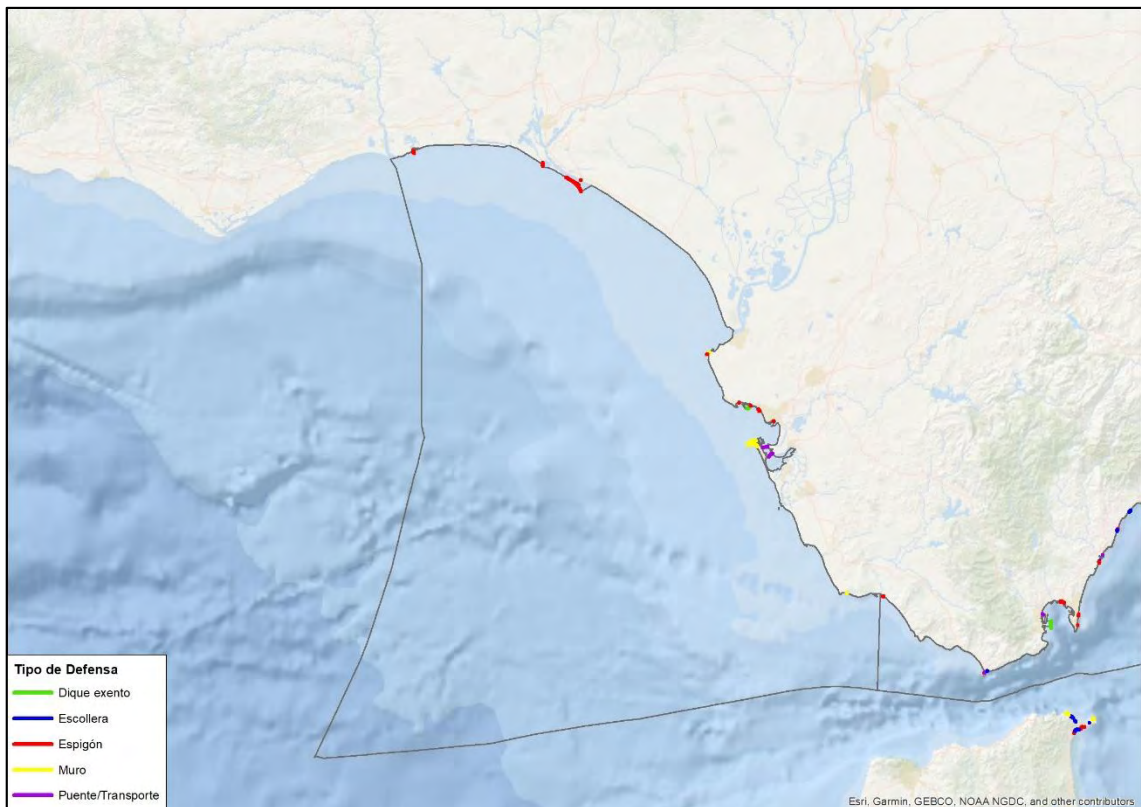 Tipo de Defensa
Dique exento
Escollera
Espigón
Muro
Puente/Transporte
Esri, Garmin, GEBCO, NOAA NGDC, and other contributors